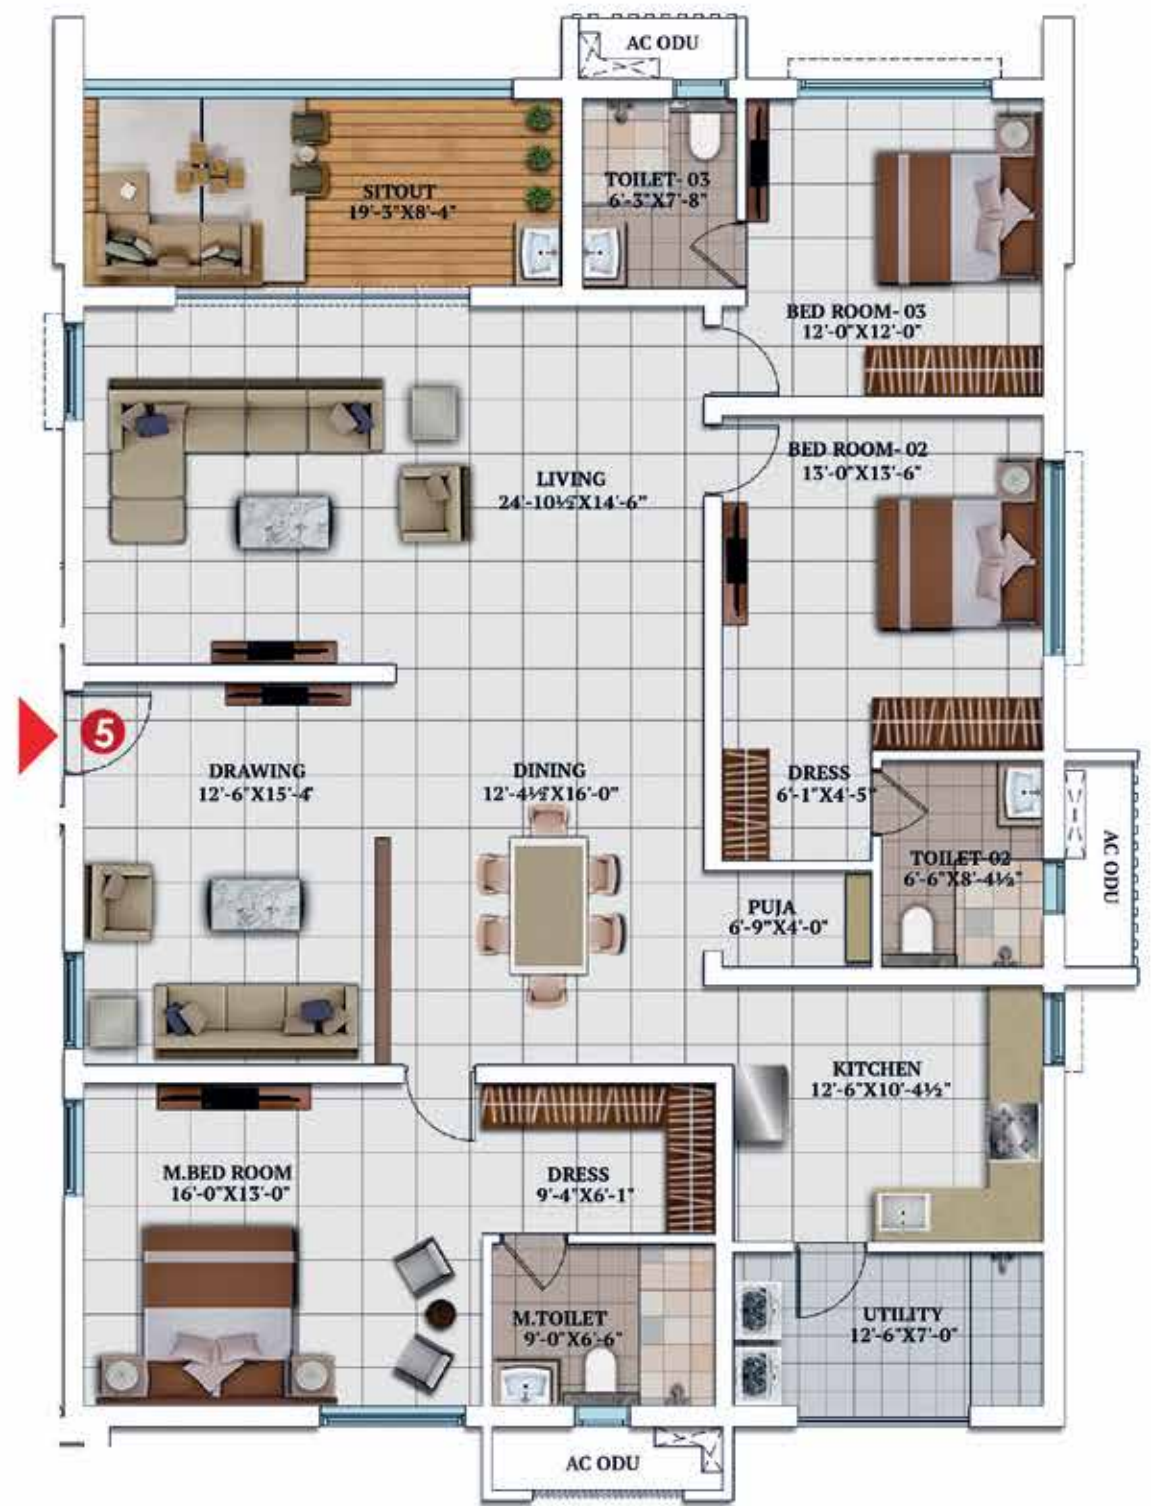 AC ODU
SITOUT
19'-3"X8'-4"
TOILET- 03
6'-3"X7'-8"
BED ROOM- 03
12'-0"X12'-0"
LIVING
24'-10½"X14'-6"
BED ROOM- 02
13'-0"X13'-6"
5
DRAWING
12'-6"X15'-4"
DINING
12'-4½"X16'-0"
DRESS
6'-1"X4'-5"
TOILET-02
6'-6"X8'-4½"
AC ODU
PUJA
6'-9"X4'-0"
KITCHEN
12'-6"X10'-4½"
M.BED ROOM
16'-0"X13'-0"
DRESS
9'-4"X6'-1"
M.TOILET
9'-0"X6'-6"
UTILITY
12'-6"X7'-0"
AC ODU